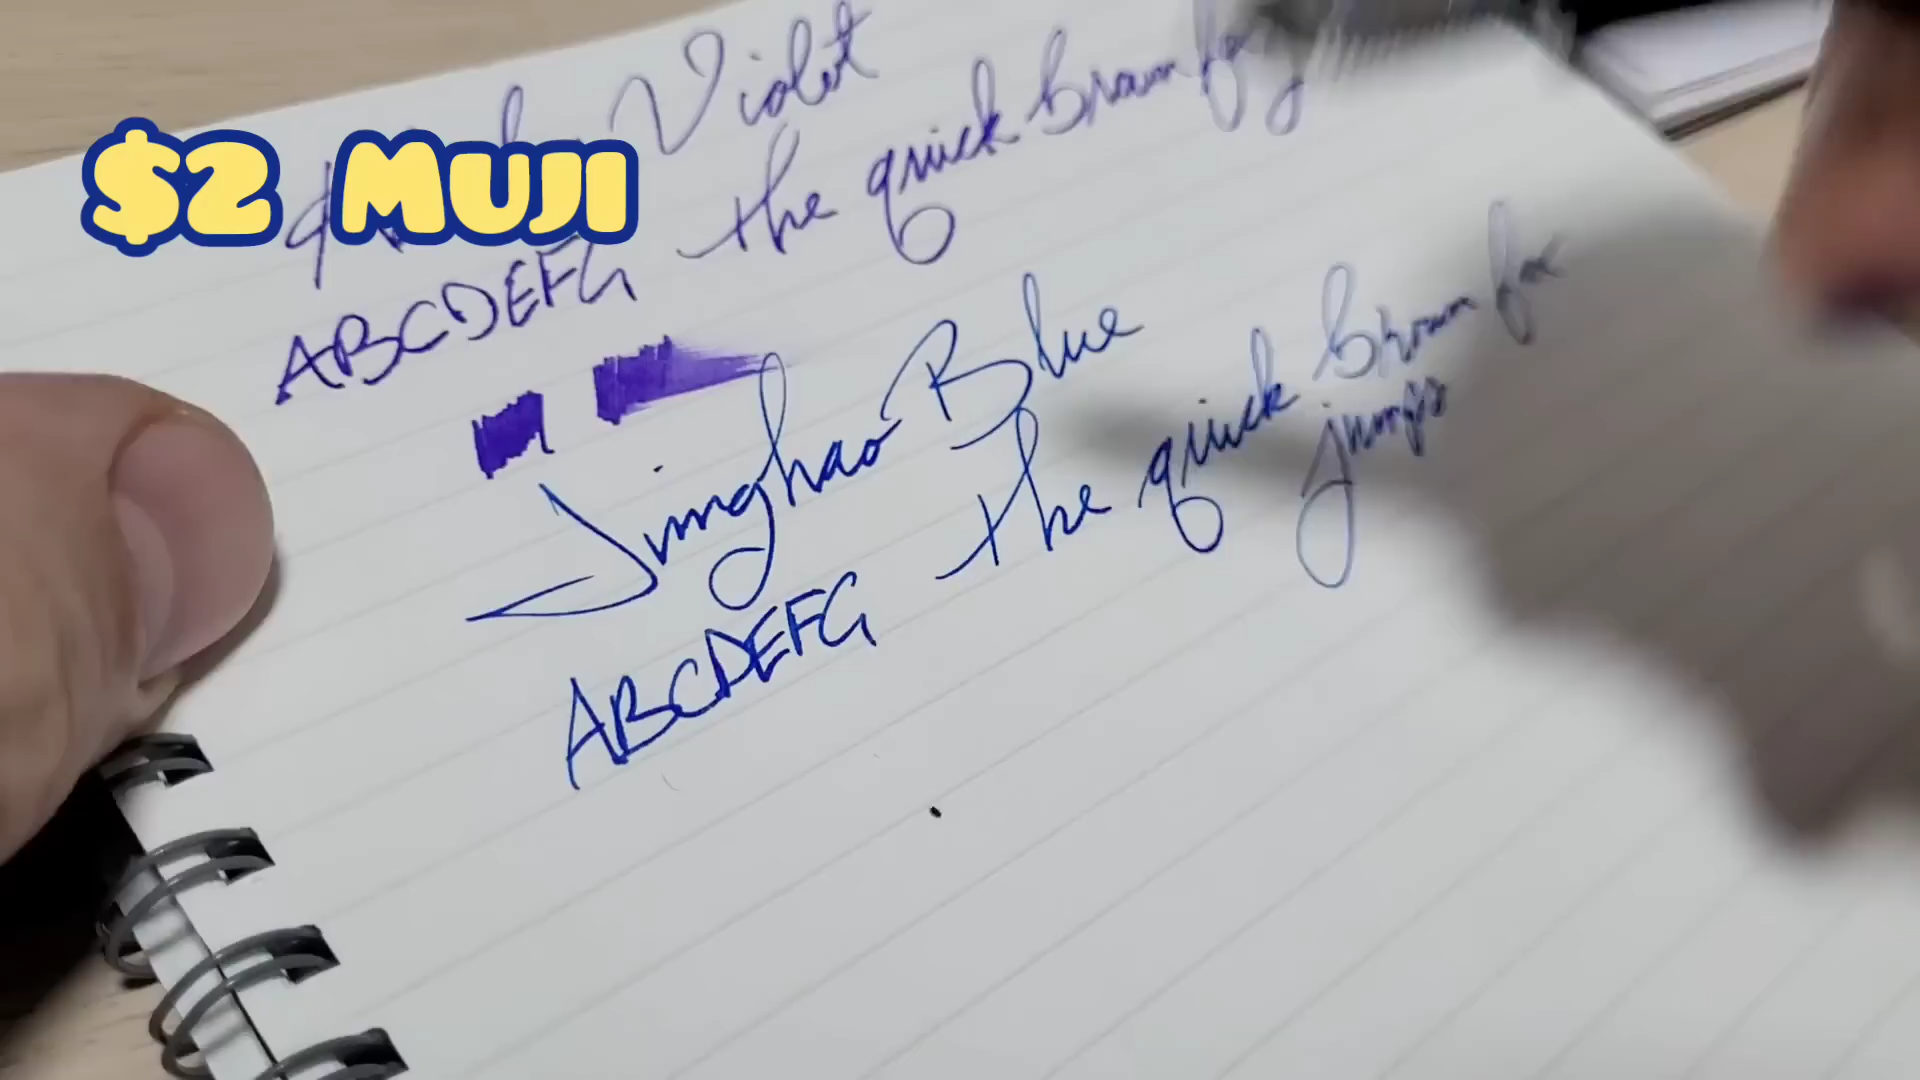 $2 MUJI
Violet
ABCDEFG the quick brown fox
Jinghao Blue
ABCDEFG the quick brown fox
jumps